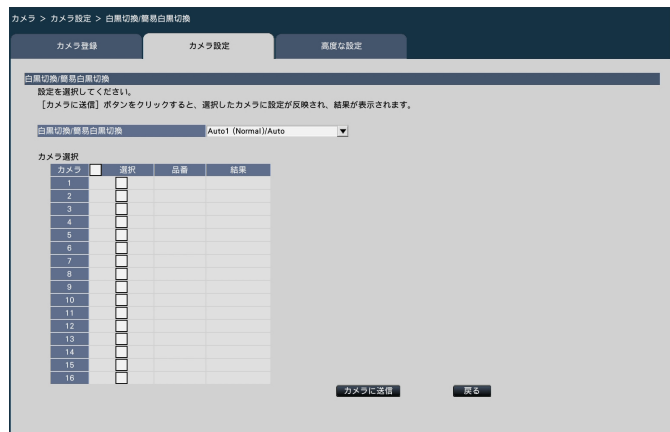 カメラ > カメラ設定 > 白黒切換/簡易白黒切換
カメラ登録 カメラ設定 高度な設定
白黒切換/簡易白黒切換
設定を選択してください。
［カメラに送信］ボタンをクリックすると、選択したカメラに設定が反映され、結果が表示されます。
白黒切換/簡易白黒切換 Auto1 (Normal)/Auto
カメラ選択
カメラ 選択 品番 結果
1
2
3
4
5
6
7
8
9
10
11
12
13
14
15
16
カメラに送信 戻る